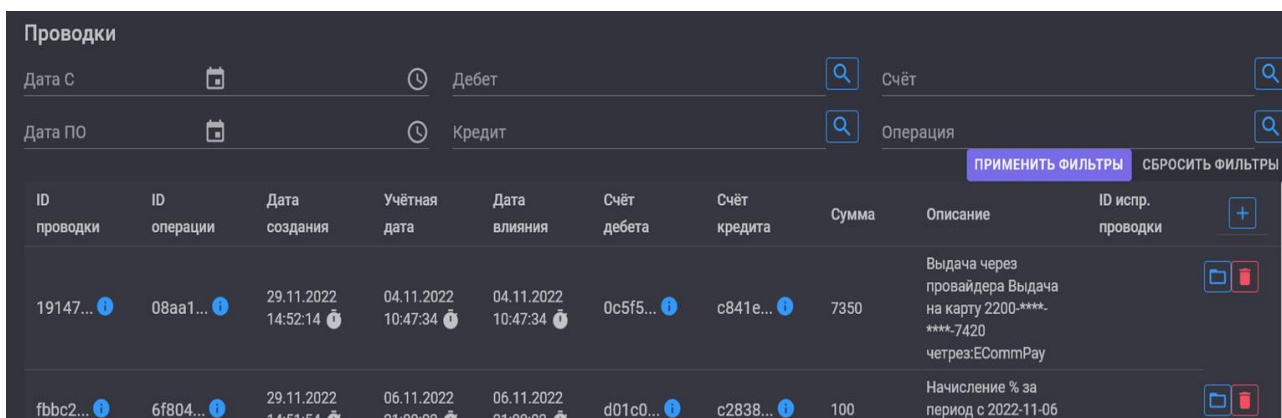 Проводки
Дата С Дебет Счёт
Дата ПО Кредит Операция
ПРИМЕНИТЬ ФИЛЬТРЫ СБРОСИТЬ ФИЛЬТРЫ
ID проводки ID операции Дата создания Учётная дата Дата влияния Счёт дебета Счёт кредита Сумма Описание ID испр. проводки
19147... 08aa1... 29.11.2022 14:52:14 04.11.2022 10:47:34 04.11.2022 10:47:34 0c5f5... c841e... 7350
Выдача через
провайдера Выдача
на карту 2200-****-
****-7420
четрез:ECommPay
fbbc2... 6f804... 29.11.2022 06.11.2022 06.11.2022 d01c0... c2838... 100
Начисление % за
период с 2022-11-06